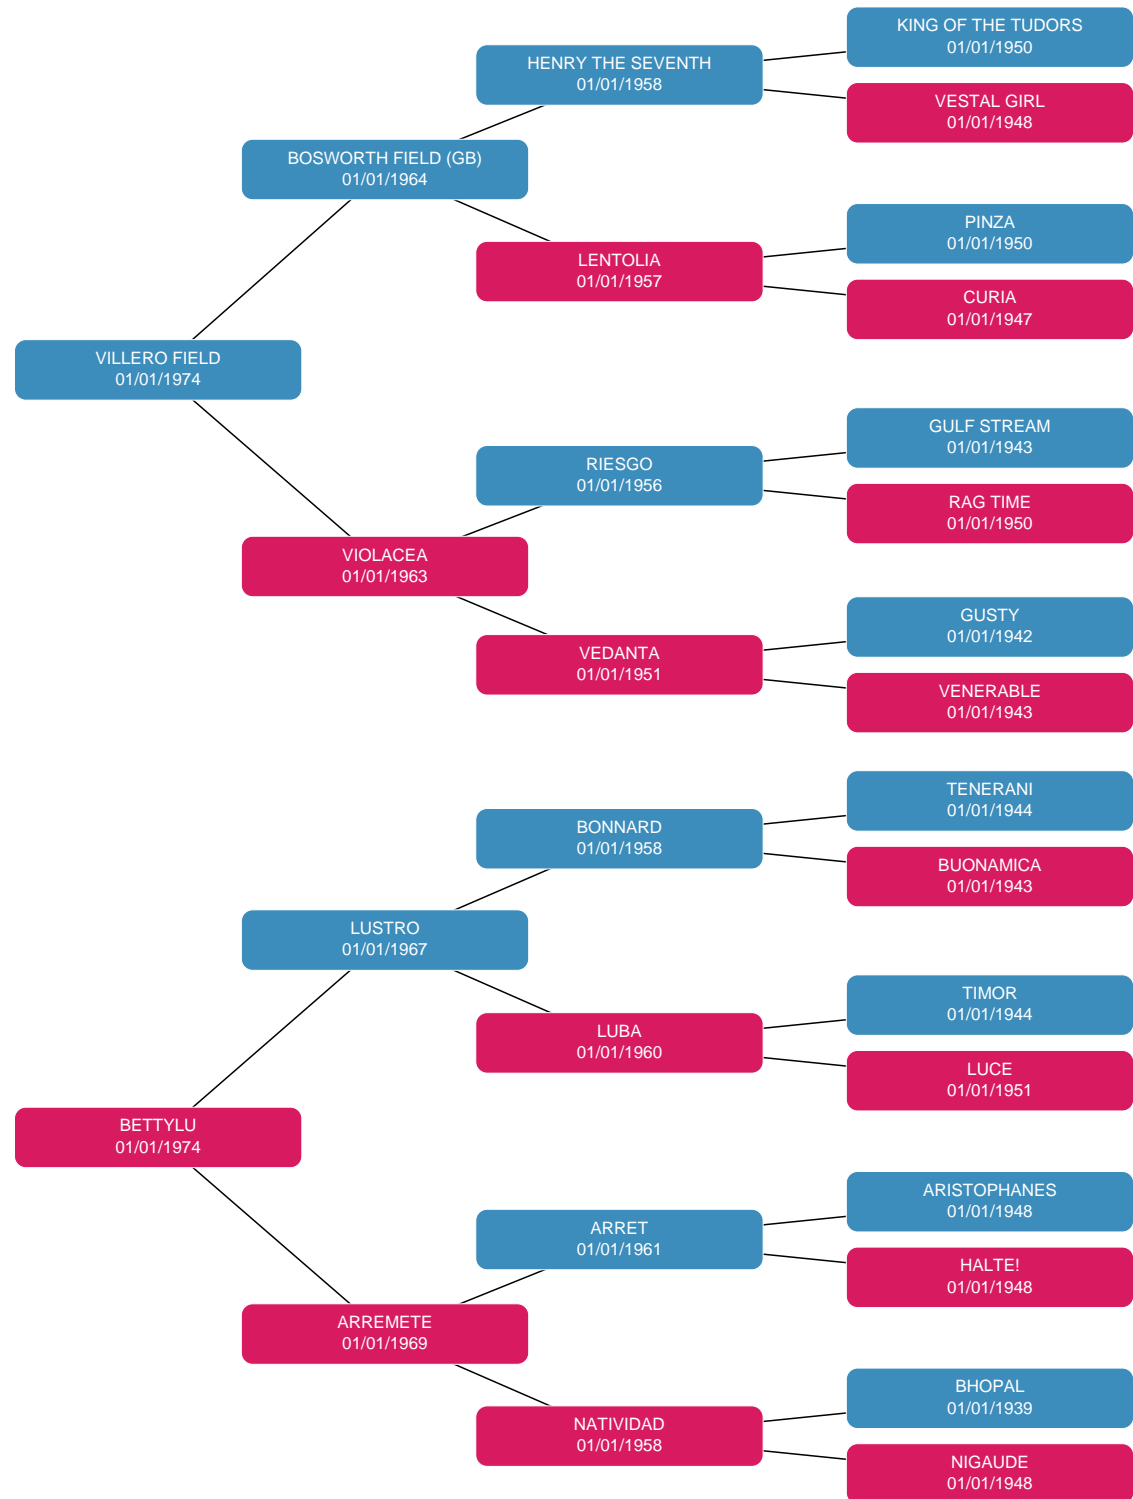 KING OF THE TUDORS
01/01/1950
HENRY THE SEVENTH
01/01/1958
VESTAL GIRL
01/01/1948
BOSWORTH FIELD (GB)
01/01/1964
PINZA
01/01/1950
LENTOLIA
01/01/1957
CURIA
01/01/1947
VILLERO FIELD
01/01/1974
GULF STREAM
01/01/1943
RIESGO
01/01/1956
RAG TIME
01/01/1950
VIOLACEA
01/01/1963
GUSTY
01/01/1942
VEDANTA
01/01/1951
VENERABLE
01/01/1943
TENERANI
01/01/1944
BONNARD
01/01/1958
BUONAMICA
01/01/1943
LUSTRO
01/01/1967
TIMOR
01/01/1944
LUBA
01/01/1960
LUCE
01/01/1951
BETTYLU
01/01/1974
ARISTOPHANES
01/01/1948
ARRET
01/01/1961
HALTE!
01/01/1948
ARREMETE
01/01/1969
BHOPAL
01/01/1939
NATIVIDAD
01/01/1958
NIGAUDE
01/01/1948